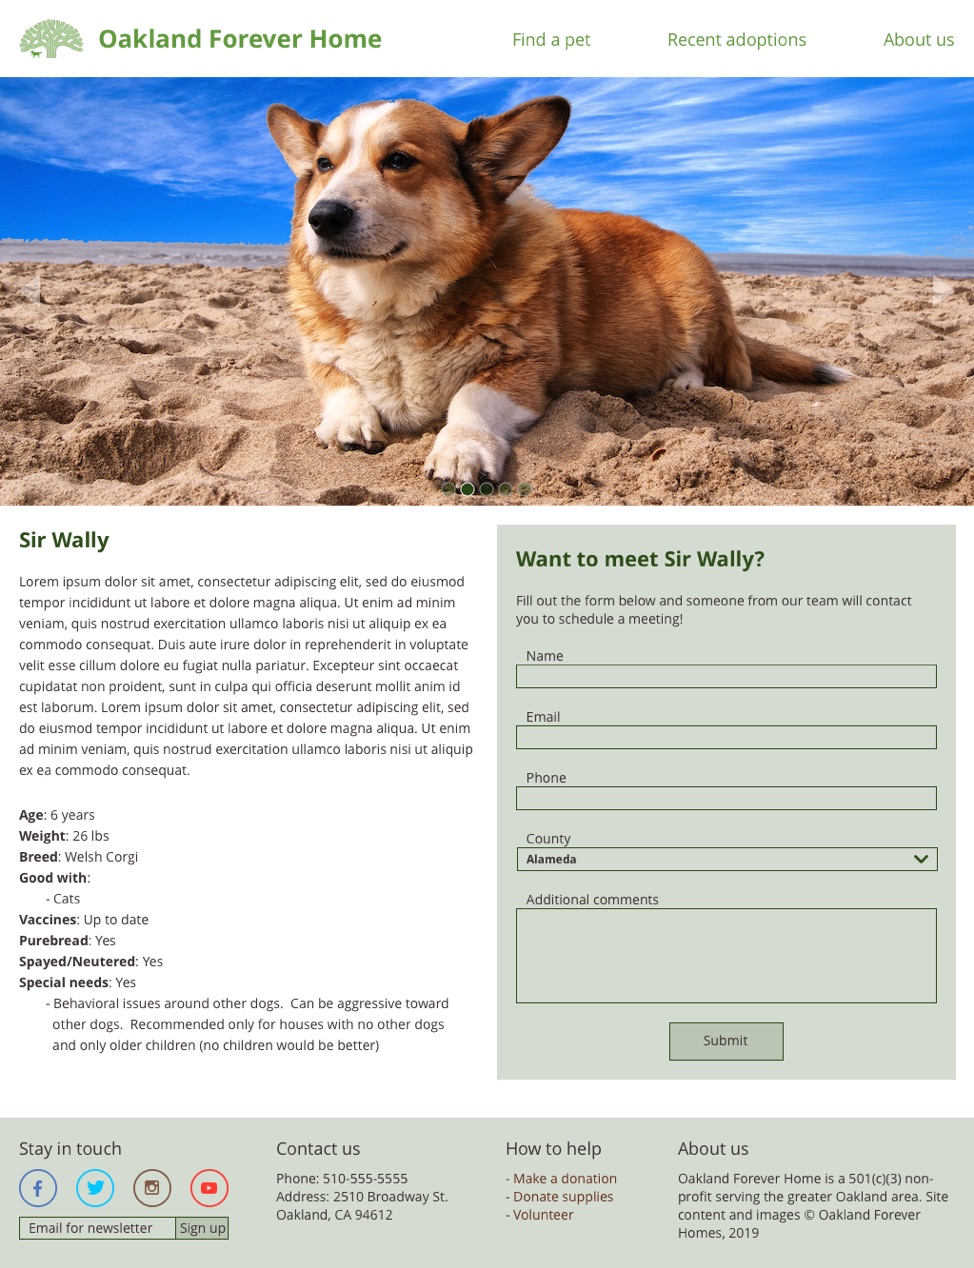 Oakland Forever Home
Find a pet
Recent adoptions
About us
Sir Wally
Lorem ipsum dolor sit amet, consectetur adipiscing elit, sed do eiusmod
tempor incididunt ut labore et dolore magna aliqua. Ut enim ad minim
veniam, quis nostrud exercitation ullamco laboris nisi ut aliquip ex ea
commodo consequat. Duis aute irure dolor in reprehenderit in voluptate
velit esse cillum dolore eu fugiat nulla pariatur. Excepteur sint occaecat
cupidatat non proident, sunt in culpa qui officia deserunt mollit anim id
est laborum. Lorem ipsum dolor sit amet, consectetur adipiscing elit, sed
do eiusmod tempor incididunt ut labore et dolore magna aliqua. Ut enim
ad minim veniam, quis nostrud exercitation ullamco laboris nisi ut aliquip
ex ea commodo consequat.
Age: 6 years
Weight: 26 lbs
Breed: Welsh Corgi
Good with:
- Cats
Vaccines: Up to date
Purebread: Yes
Spayed/Neutered: Yes
Special needs: Yes
- Behavioral issues around other dogs.  Can be aggressive toward
other dogs.  Recommended only for houses with no other dogs
and only older children (no children would be better)
Want to meet Sir Wally?
Fill out the form below and someone from our team will contact
you to schedule a meeting!
Name
Email
Phone
County
Alameda
Additional comments
Submit
Stay in touch
Email for newsletter
Sign up
Contact us
Phone: 510-555-5555
Address: 2510 Broadway St.
Oakland, CA 94612
How to help
- Make a donation
- Donate supplies
- Volunteer
About us
Oakland Forever Home is a 501(c)(3) non-
profit serving the greater Oakland area. Site
content and images © Oakland Forever
Homes, 2019